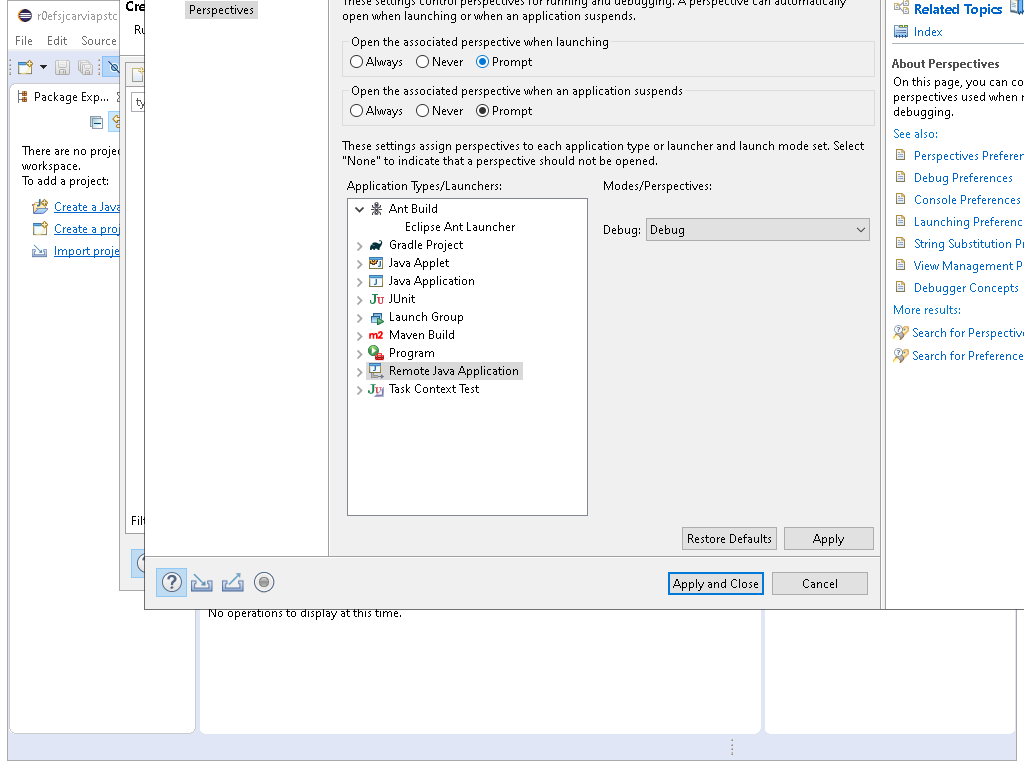 r0efsjcarviapstc
File Edit Source
Package Exp...
There are no proje
workspace.
To add a project:
Create a Java
Create a proj
Import proje
Cre
Ru
ty
Filt
Perspectives
These settings control perspectives for running and debugging. A perspective can automatically
open when launching or when an application suspends.
Open the associated perspective when launching
Always Never Prompt
Open the associated perspective when an application suspends
Always Never Prompt
These settings assign perspectives to each application type or launcher and launch mode set. Select
"None" to indicate that a perspective should not be opened.
Application Types/Launchers:
Modes/Perspectives:
Ant Build
Eclipse Ant Launcher
Gradle Project
Java Applet
Java Application
JUnit
Launch Group
Maven Build
Program
Remote Java Application
Task Context Test
Debug: Debug
Restore Defaults Apply
Apply and Close Cancel
No operations to display at this time.
Related Topics
Index
About Perspectives
On this page, you can co
perspectives used when r
debugging.
See also:
Perspectives Preferen
Debug Preferences
Console Preferences
Launching Preferenc
String Substitution P
View Management P
Debugger Concepts
More results:
Search for Perspective
Search for Preference